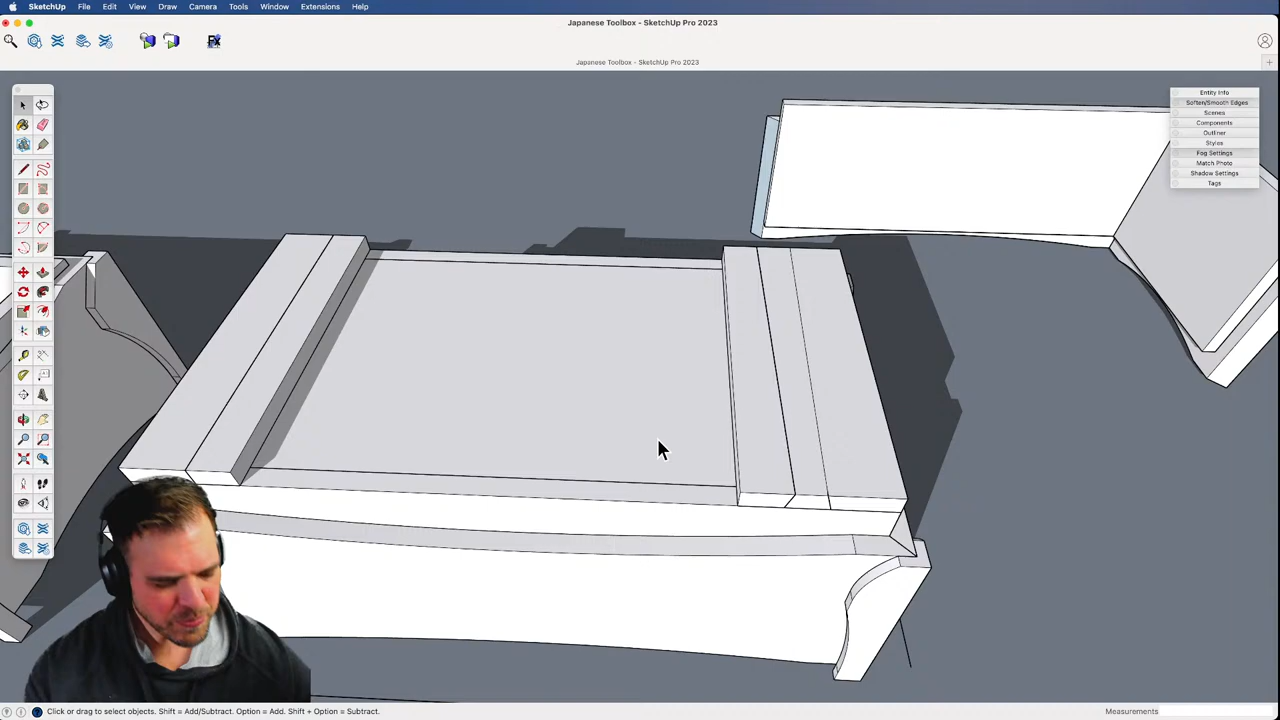 SketchUp File Edit View Draw Camera Tools Window Extensions Help
Japanese Toolbox - SketchUp Pro 2023
Japanese Toolbox - SketchUp Pro 2023
Entity Info
Soften/Smooth Edges
Scenes
Components
Outliner
Styles
Fog Settings
Match Photo
Shadow Settings
Tags
Click or drag to select objects. Shift = Add/Subtract. Option = Add. Shift + Option = Subtract.
Measurements